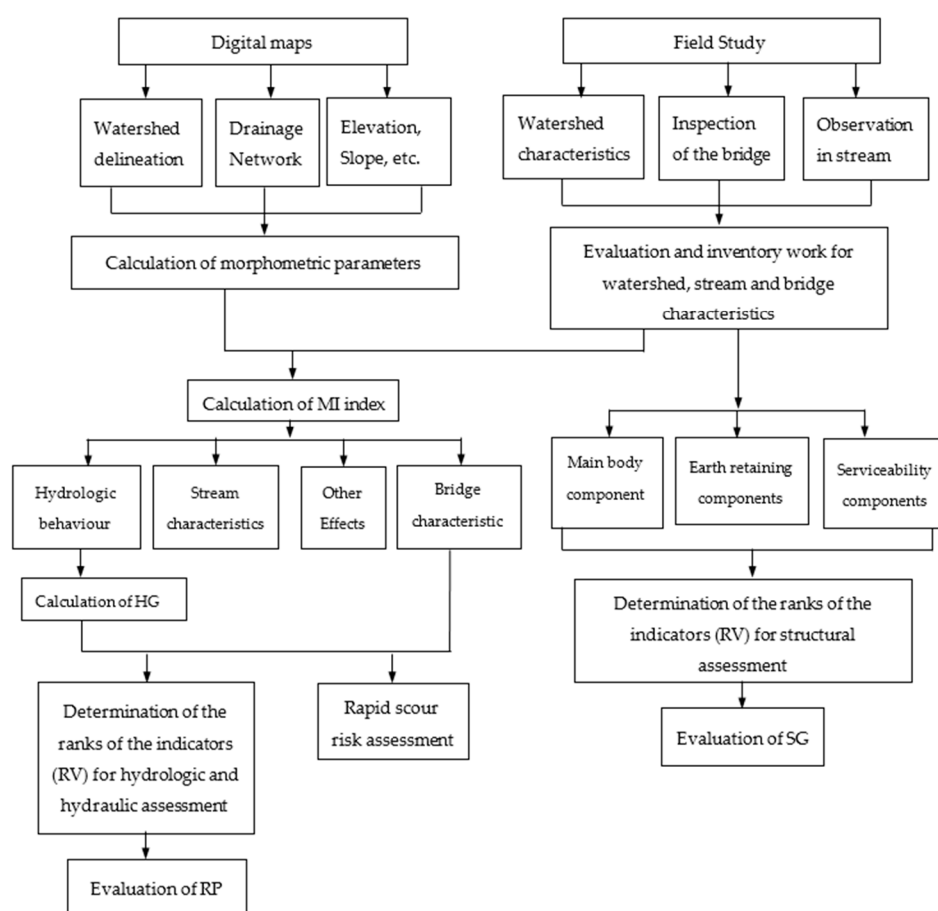 Digital maps
Field Study
Watershed
delineation
Drainage
Network
Elevation,
Slope, etc.
Watershed
characteristics
Inspection
of the bridge
Observation
in stream
Calculation of morphometric parameters
Evaluation and inventory work for
watershed, stream and bridge
characteristics
Calculation of MI index
Hydrologic
behaviour
Stream
characteristics
Other
Effects
Bridge
characteristic
Main body
component
Earth retaining
components
Serviceability
components
Calculation of HG
Determination of the ranks of the
indicators (RV) for structural
assessment
Determination of the
ranks of the indicators
(RV) for hydrologic and
hydraulic assessment
Rapid scour
risk assessment
Evaluation of SG
Evaluation of RP